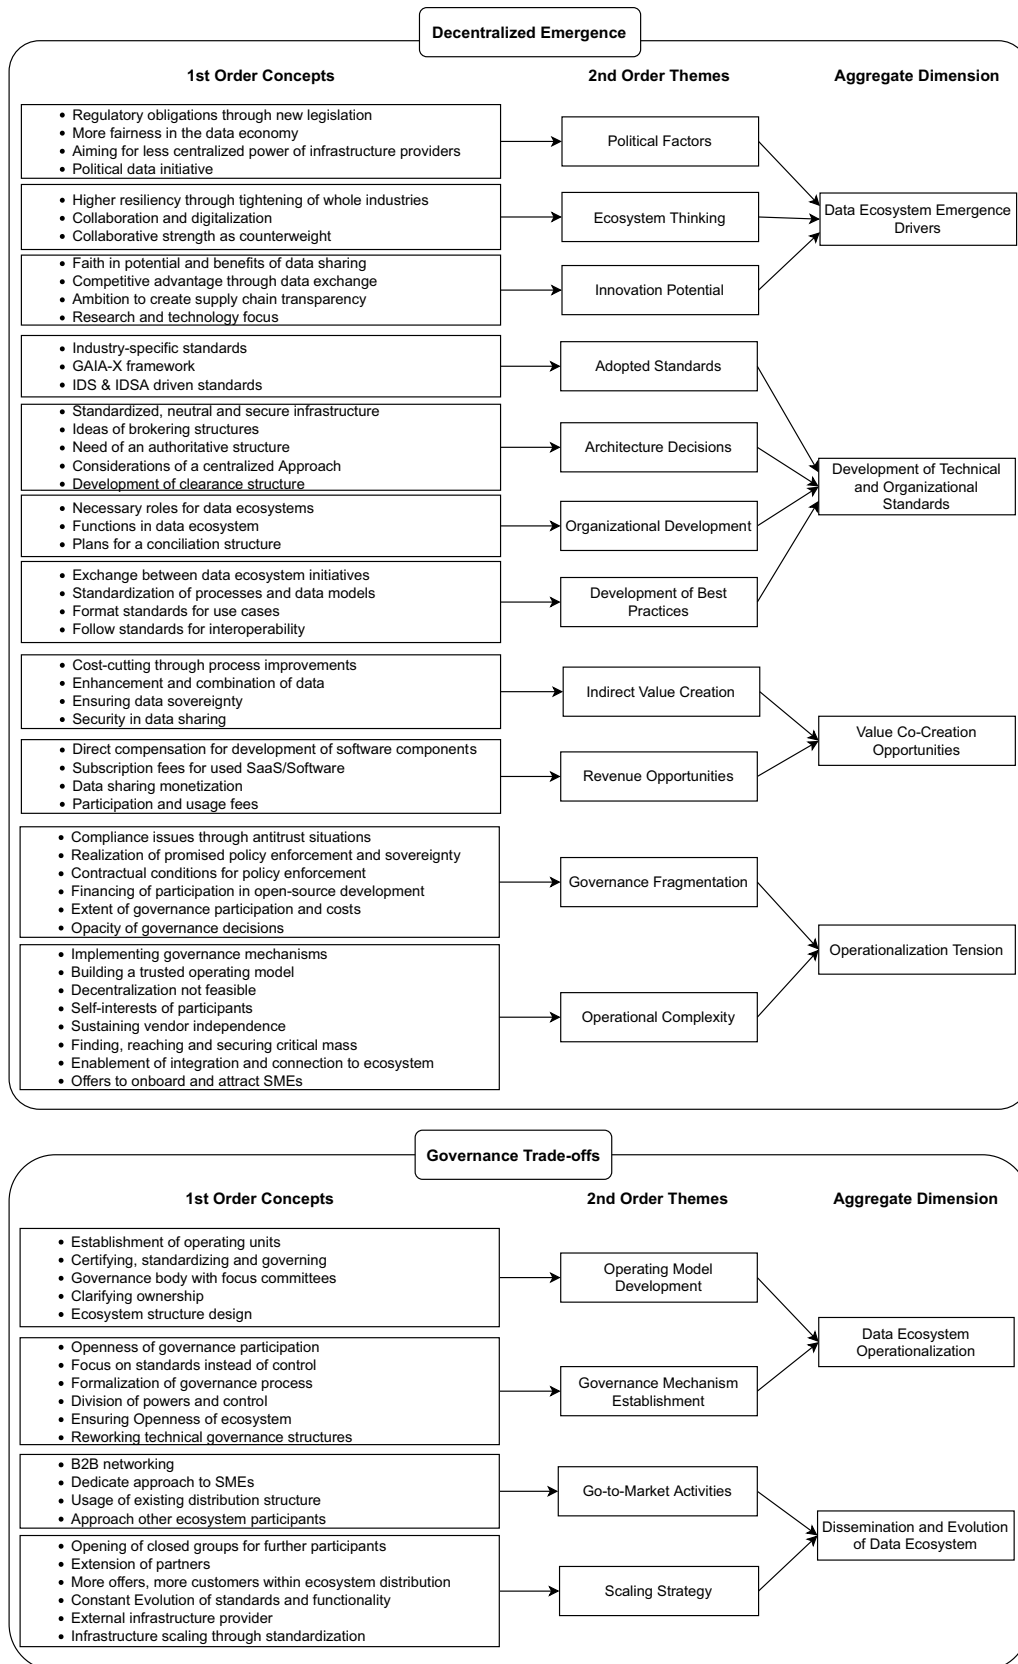 Decentralized Emergence
1st Order Concepts
2nd Order Themes
Aggregate Dimension
• Regulatory obligations through new legislation
• More fairness in the data economy
• Aiming for less centralized power of infrastructure providers
• Political data initiative
Political Factors
• Higher resiliency through tightening of whole industries
• Collaboration and digitalization
• Collaborative strength as counterweight
Ecosystem Thinking
Data Ecosystem Emergence
Drivers
• Faith in potential and benefits of data sharing
• Competitive advantage through data exchange
• Ambition to create supply chain transparency
• Research and technology focus
Innovation Potential
• Industry-specific standards
• GAIA-X framework
• IDS & IDSA driven standards
Adopted Standards
• Standardized, neutral and secure infrastructure
• Ideas of brokering structures
• Need of an authoritative structure
• Considerations of a centralized Approach
• Development of clearance structure
Architecture Decisions
Development of Technical
and Organizational
Standards
• Necessary roles for data ecosystems
• Functions in data ecosystem
• Plans for a conciliation structure
Organizational Development
• Exchange between data ecosystem initiatives
• Standardization of processes and data models
• Format standards for use cases
• Follow standards for interoperability
Development of Best
Practices
• Cost-cutting through process improvements
• Enhancement and combination of data
• Ensuring data sovereignty
• Security in data sharing
Indirect Value Creation
Value Co-Creation
Opportunities
• Direct compensation for development of software components
• Subscription fees for used SaaS/Software
• Data sharing monetization
• Participation and usage fees
Revenue Opportunities
• Compliance issues through antitrust situations
• Realization of promised policy enforcement and sovereignty
• Contractual conditions for policy enforcement
• Financing of participation in open-source development
• Extent of governance participation and costs
• Opacity of governance decisions
Governance Fragmentation
Operationalization Tension
• Implementing governance mechanisms
• Building a trusted operating model
• Decentralization not feasible
• Self-interests of participants
• Sustaining vendor independence
• Finding, reaching and securing critical mass
• Enablement of integration and connection to ecosystem
• Offers to onboard and attract SMEs
Operational Complexity
Governance Trade-offs
1st Order Concepts
2nd Order Themes
Aggregate Dimension
• Establishment of operating units
• Certifying, standardizing and governing
• Governance body with focus committees
• Clarifying ownership
• Ecosystem structure design
Operating Model
Development
Data Ecosystem
Operationalization
• Openness of governance participation
• Focus on standards instead of control
• Formalization of governance process
• Division of powers and control
• Ensuring Openness of ecosystem
• Reworking technical governance structures
Governance Mechanism
Establishment
• B2B networking
• Dedicate approach to SMEs
• Usage of existing distribution structure
• Approach other ecosystem participants
Go-to-Market Activities
Dissemination and Evolution
of Data Ecosystem
• Opening of closed groups for further participants
• Extension of partners
• More offers, more customers within ecosystem distribution
• Constant Evolution of standards and functionality
• External infrastructure provider
• Infrastructure scaling through standardization
Scaling Strategy